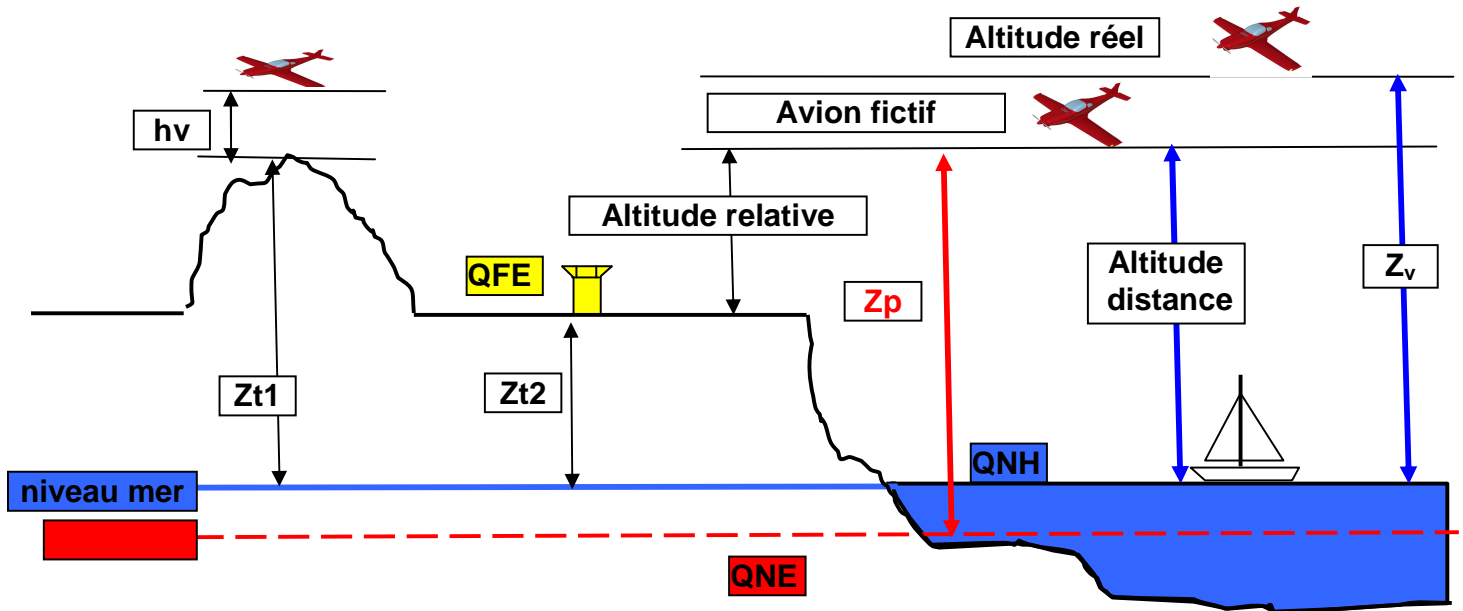 Altitude réel
Avion fictif
hv
Altitude relative
QFE
Zp
Altitude
distance
Zv
Zt1
Zt2
QNH
niveau mer
QNE